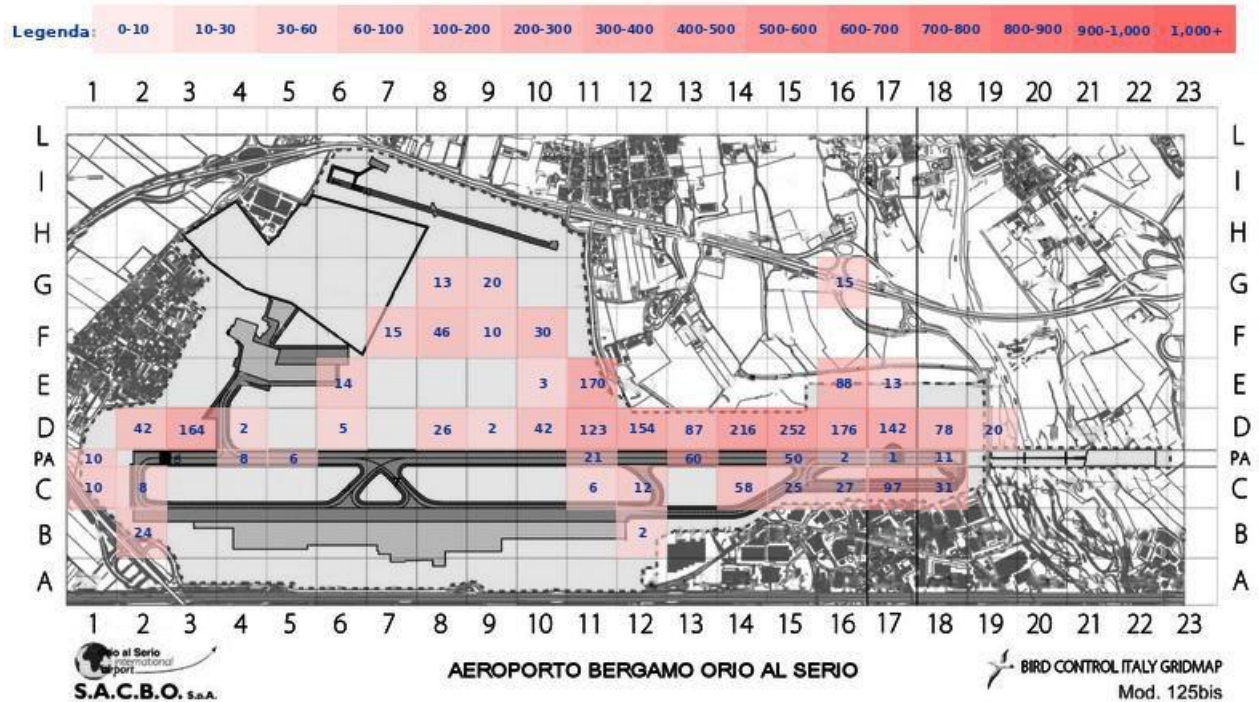 Legenda: 0-10 10-30 30-60 60-100 100-200 200-300 300-400 400-500 500-600 600-700 700-800 800-900 900-1,000 1,000+
1 2 3 4 5 6 7 8 9 10 11 12 13 14 15 16 17 18 19 20 21 22 23
L L
I I
H H
G 13 20 15 G
F 15 46 10 30 F
E 14 3 170 88 13 E
D 42 164 2 5 26 2 42 123 154 87 216 252 176 142 78 20 D
PA 10 8 6 21 60 50 2 1 11 PA
C 10 8 6 12 58 25 27 97 31 C
B 24 2 B
A A
1 2 3 4 5 6 7 8 9 10 11 12 13 14 15 16 17 18 19 20 21 22 23
Orio al Serio
international
airport
S.A.C.B.O. S.p.A.
AEROPORTO BERGAMO ORIO AL SERIO
BIRD CONTROL ITALY GRIDMAP
Mod. 125bis